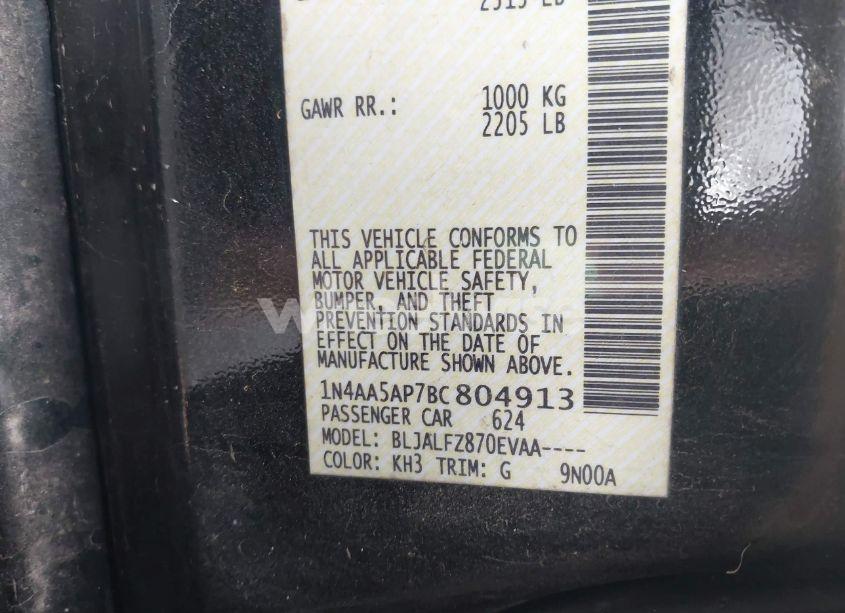 GAWR RR.: 1000 KG
2205 LB
THIS VEHICLE CONFORMS TO
ALL APPLICABLE FEDERAL
MOTOR VEHICLE SAFETY,
BUMPER, AND THEFT
PREVENTION STANDARDS IN
EFFECT ON THE DATE OF
MANUFACTURE SHOWN ABOVE.
1N4AA5AP7BC804913
PASSENGER CAR 624
MODEL: BLJALFZ870EVAA----
COLOR: KH3 TRIM: G 9N00A